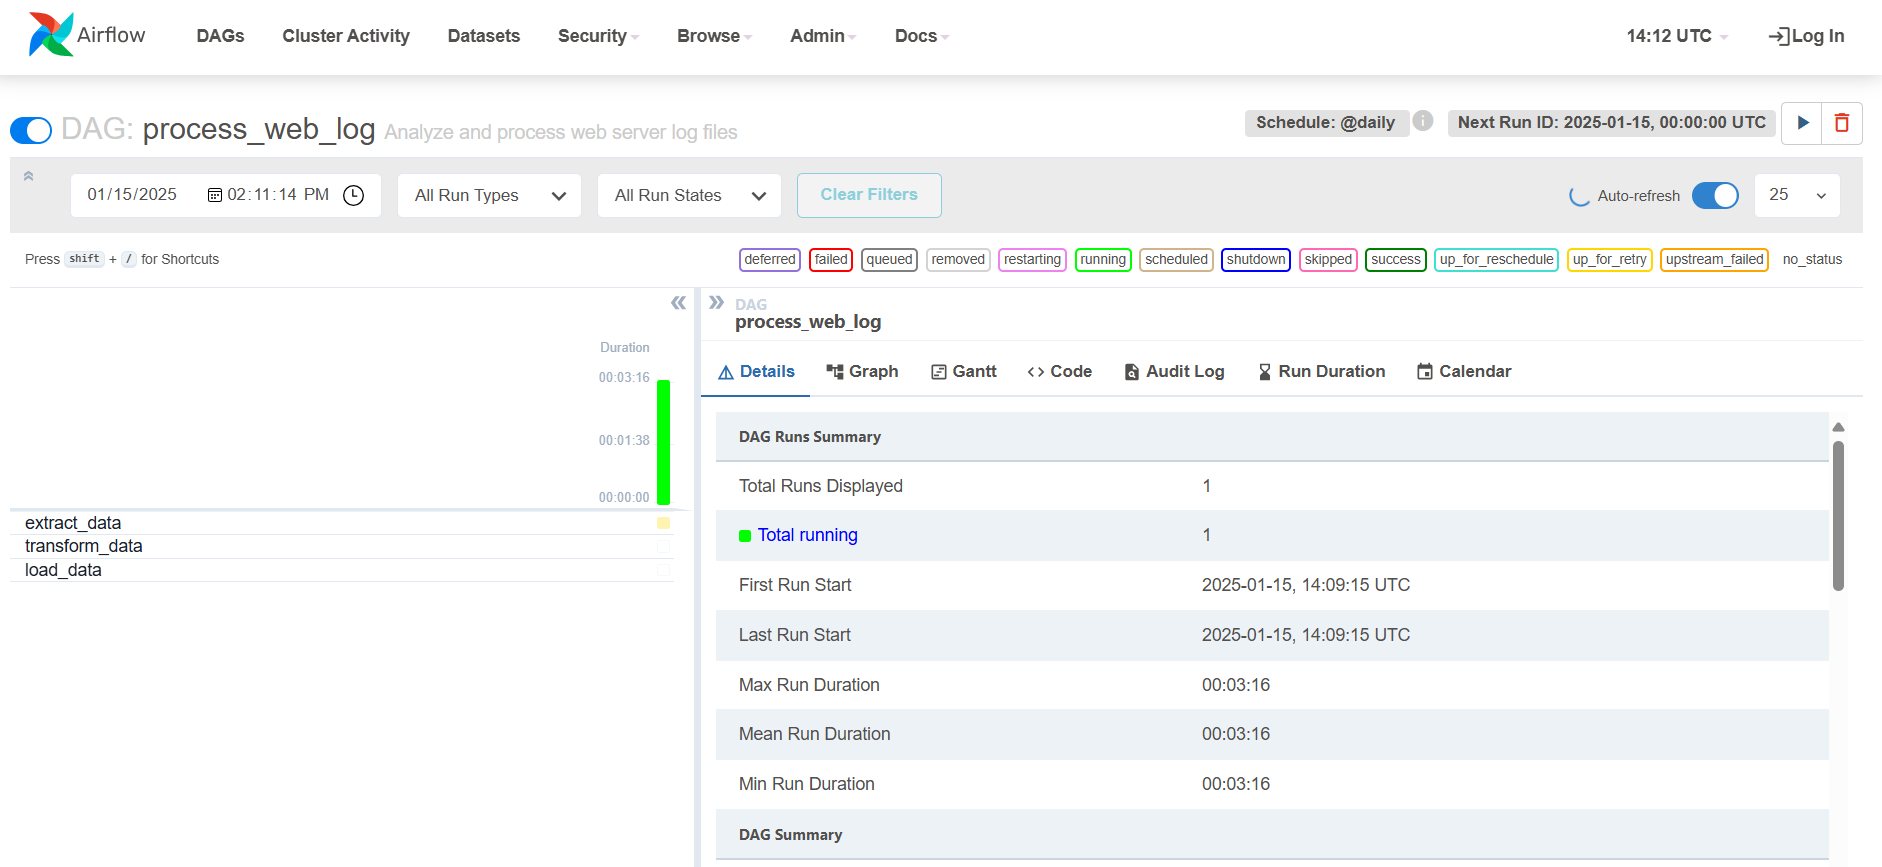 Airflow DAGs Cluster Activity Datasets Security Browse Admin Docs 14:12 UTC Log In
DAG: process_web_log Analyze and process web server log files Schedule: @daily Next Run ID: 2025-01-15, 00:00:00 UTC
01/15/2025 02:11:14 PM All Run Types All Run States Clear Filters Auto-refresh 25
Press shift + / for Shortcuts deferred failed queued removed restarting running scheduled shutdown skipped success up_for_reschedule up_for_retry upstream_failed no_status
Duration
00:03:16
00:01:38
00:00:00
extract_data
transform_data
load_data
DAG
process_web_log
Details Graph Gantt Code Audit Log Run Duration Calendar
DAG Runs Summary
Total Runs Displayed 1
Total running 1
First Run Start 2025-01-15, 14:09:15 UTC
Last Run Start 2025-01-15, 14:09:15 UTC
Max Run Duration 00:03:16
Mean Run Duration 00:03:16
Min Run Duration 00:03:16
DAG Summary